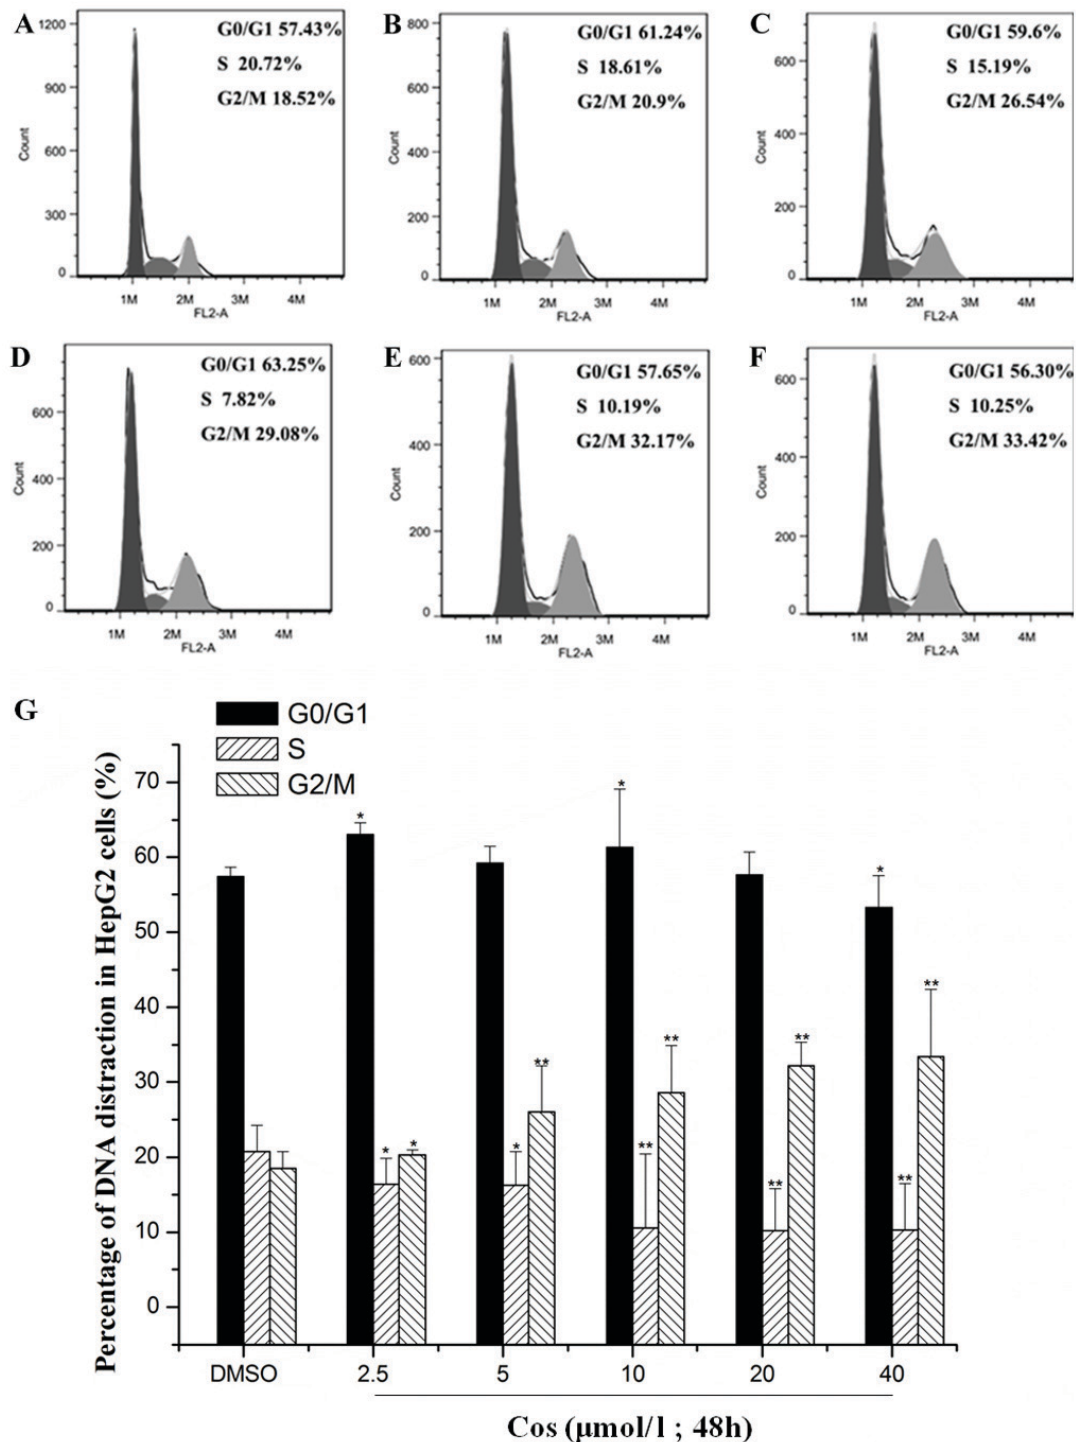 A
G0/G1 57.43%
S 20.72%
G2/M 18.52%
1200
900
600
300
0
Count
1M 2M 3M 4M
FL2-A
B
G0/G1 61.24%
S 18.61%
G2/M 20.9%
800
600
400
200
0
Count
1M 2M 3M 4M
FL2-A
C
G0/G1 59.6%
S 15.19%
G2/M 26.54%
600
400
200
0
Count
1M 2M 3M 4M
FL2-A
D
G0/G1 63.25%
S 7.82%
G2/M 29.08%
600
400
200
0
Count
1M 2M 3M 4M
FL2-A
E
G0/G1 57.65%
S 10.19%
G2/M 32.17%
600
400
200
0
Count
1M 2M 3M 4M
FL2-A
F
G0/G1 56.30%
S 10.25%
G2/M 33.42%
600
400
200
0
Count
1M 2M 3M 4M
FL2-A
G
G0/G1
S
G2/M
Percentage of DNA distraction in HepG2 cells (%)
70
60
50
40
30
20
10
0
* * *
* * * ** ** ** ** ** ** **
DMSO 2.5 5 10 20 40
Cos (μmol/l ; 48h)